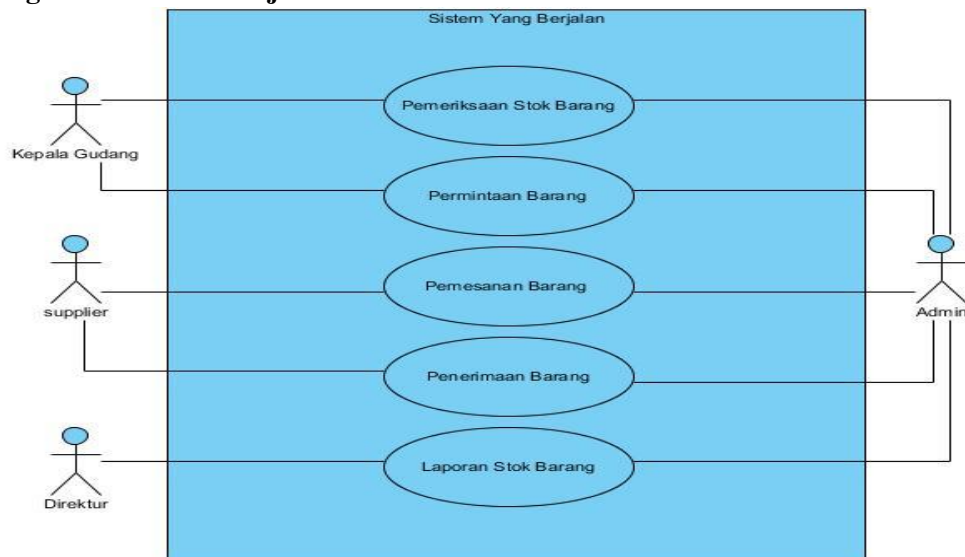 Sistem Yang Berjalan
Pemeriksaan Stok Barang
Kepala Gudang
Permintaan Barang
Pemesanan Barang
supplier
Admin
Penerimaan Barang
Laporan Stok Barang
Direktur